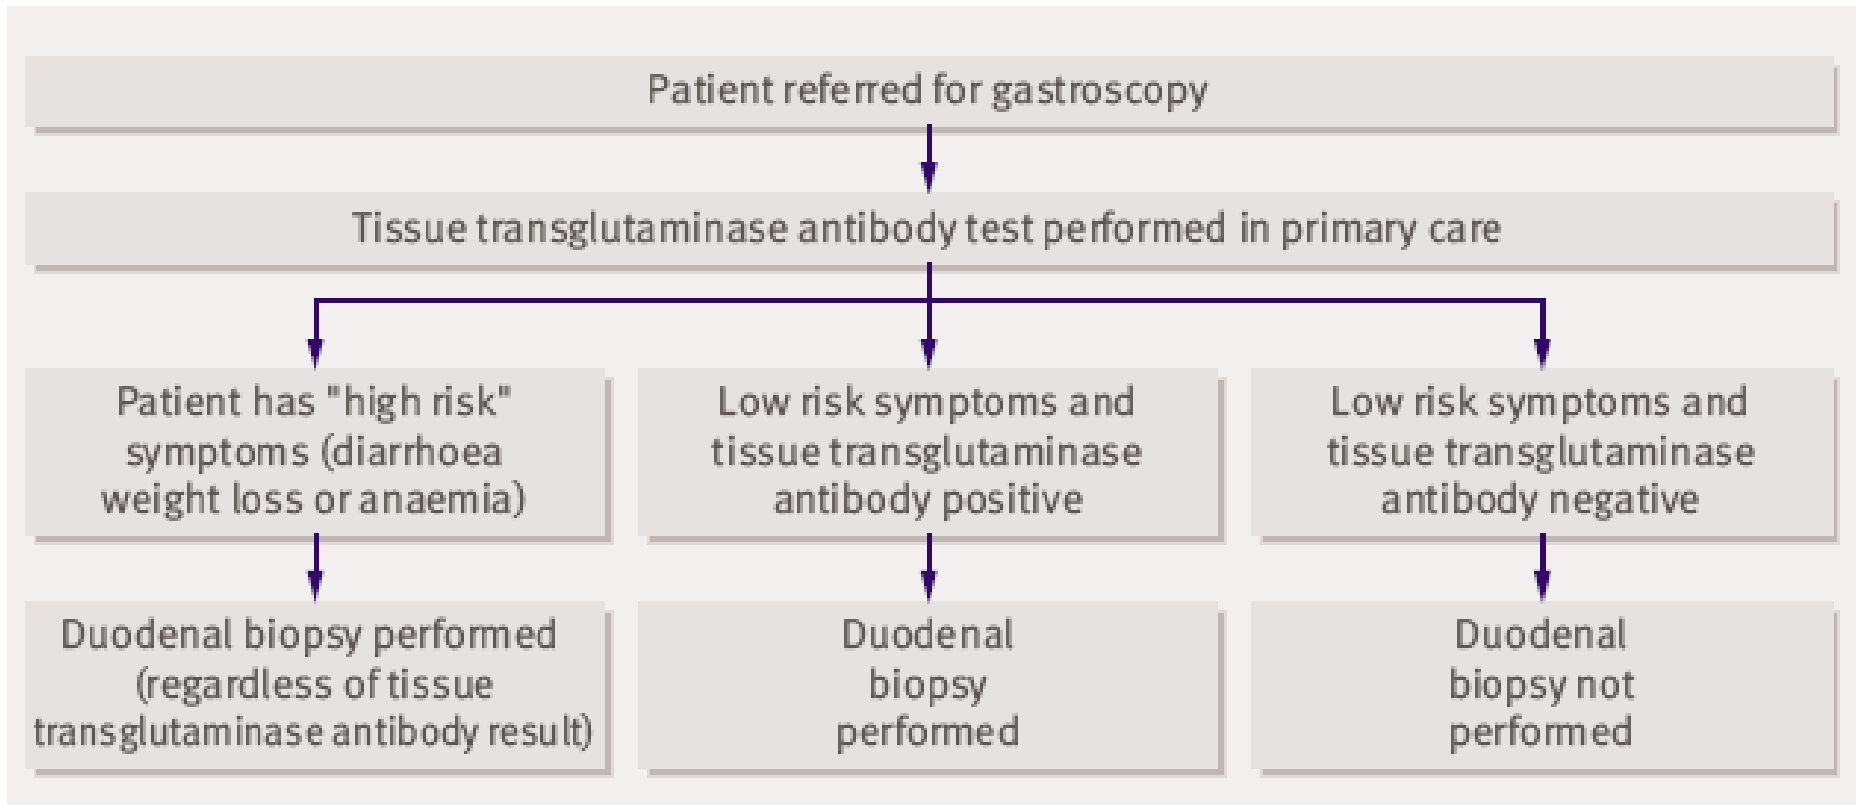 Patient referred for gastroscopy
Tissue transglutaminase antibody test performed in primary care
Patient has "high risk"
symptoms (diarrhoea
weight loss or anaemia)
Low risk symptoms and
tissue transglutaminase
antibody positive
Low risk symptoms and
tissue transglutaminase
antibody negative
Duodenal biopsy performed
(regardless of tissue
transglutaminase antibody result)
Duodenal
biopsy
performed
Duodenal
biopsy not
performed